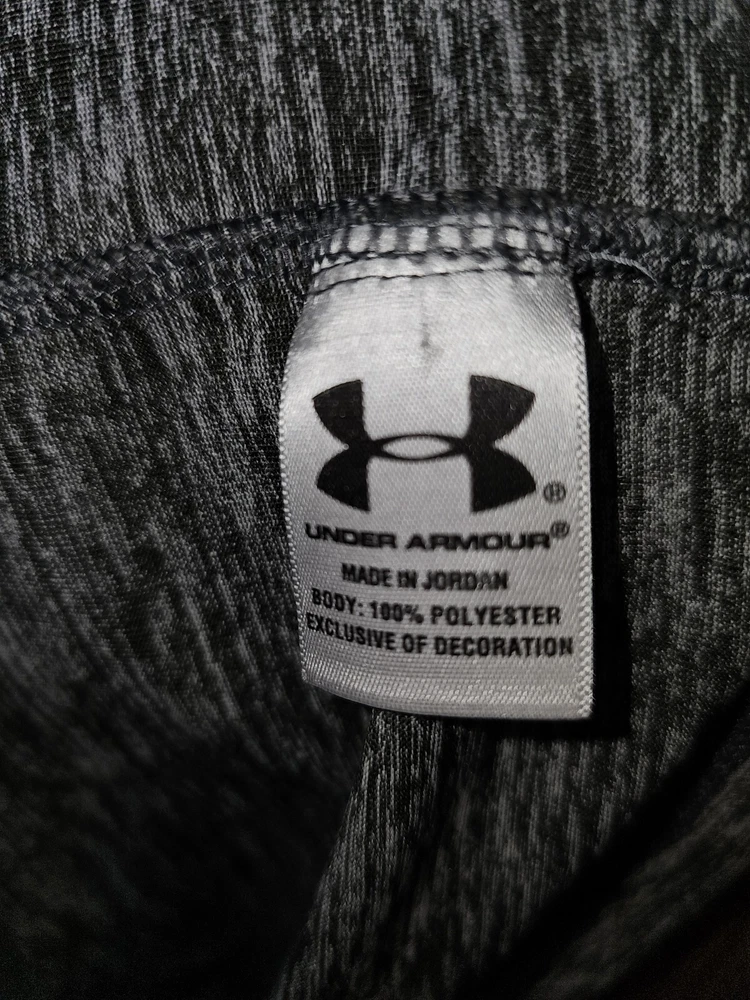 ®
UNDER ARMOUR®
MADE IN JORDAN
BODY: 100% POLYESTER
EXCLUSIVE OF DECORATION